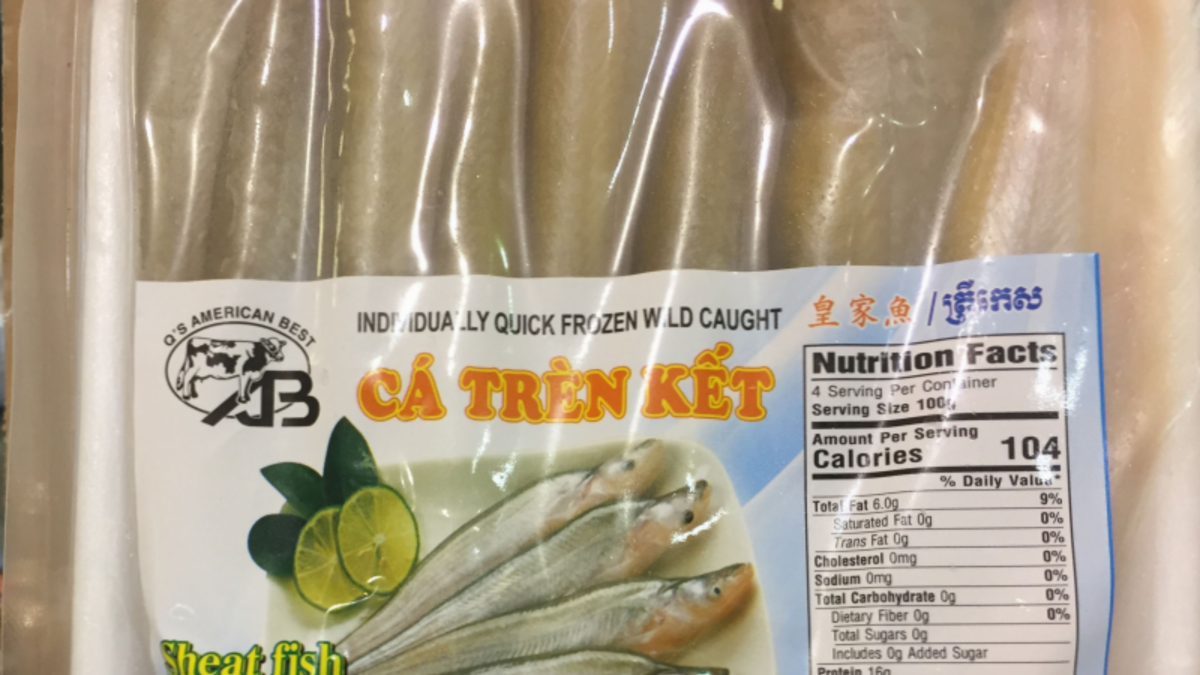 Q'S AMERICAN BEST
AB
INDIVIDUALLY QUICK FROZEN WILD CAUGHT
CÁ TRÈN KẾT
皇家魚 / ត្រីកេស
Nutrition Facts
4 Serving Per Container
Serving Size 100g
Amount Per Serving
Calories 104
% Daily Value*
Total Fat 6.0g 9%
Saturated Fat 0g 0%
Trans Fat 0g 0%
Cholesterol 0mg 0%
Sodium 0mg 0%
Total Carbohydrate 0g 0%
Dietary Fiber 0g 0%
Total Sugars 0g
Includes 0g Added Sugar
Protein 16g
Sheat fish